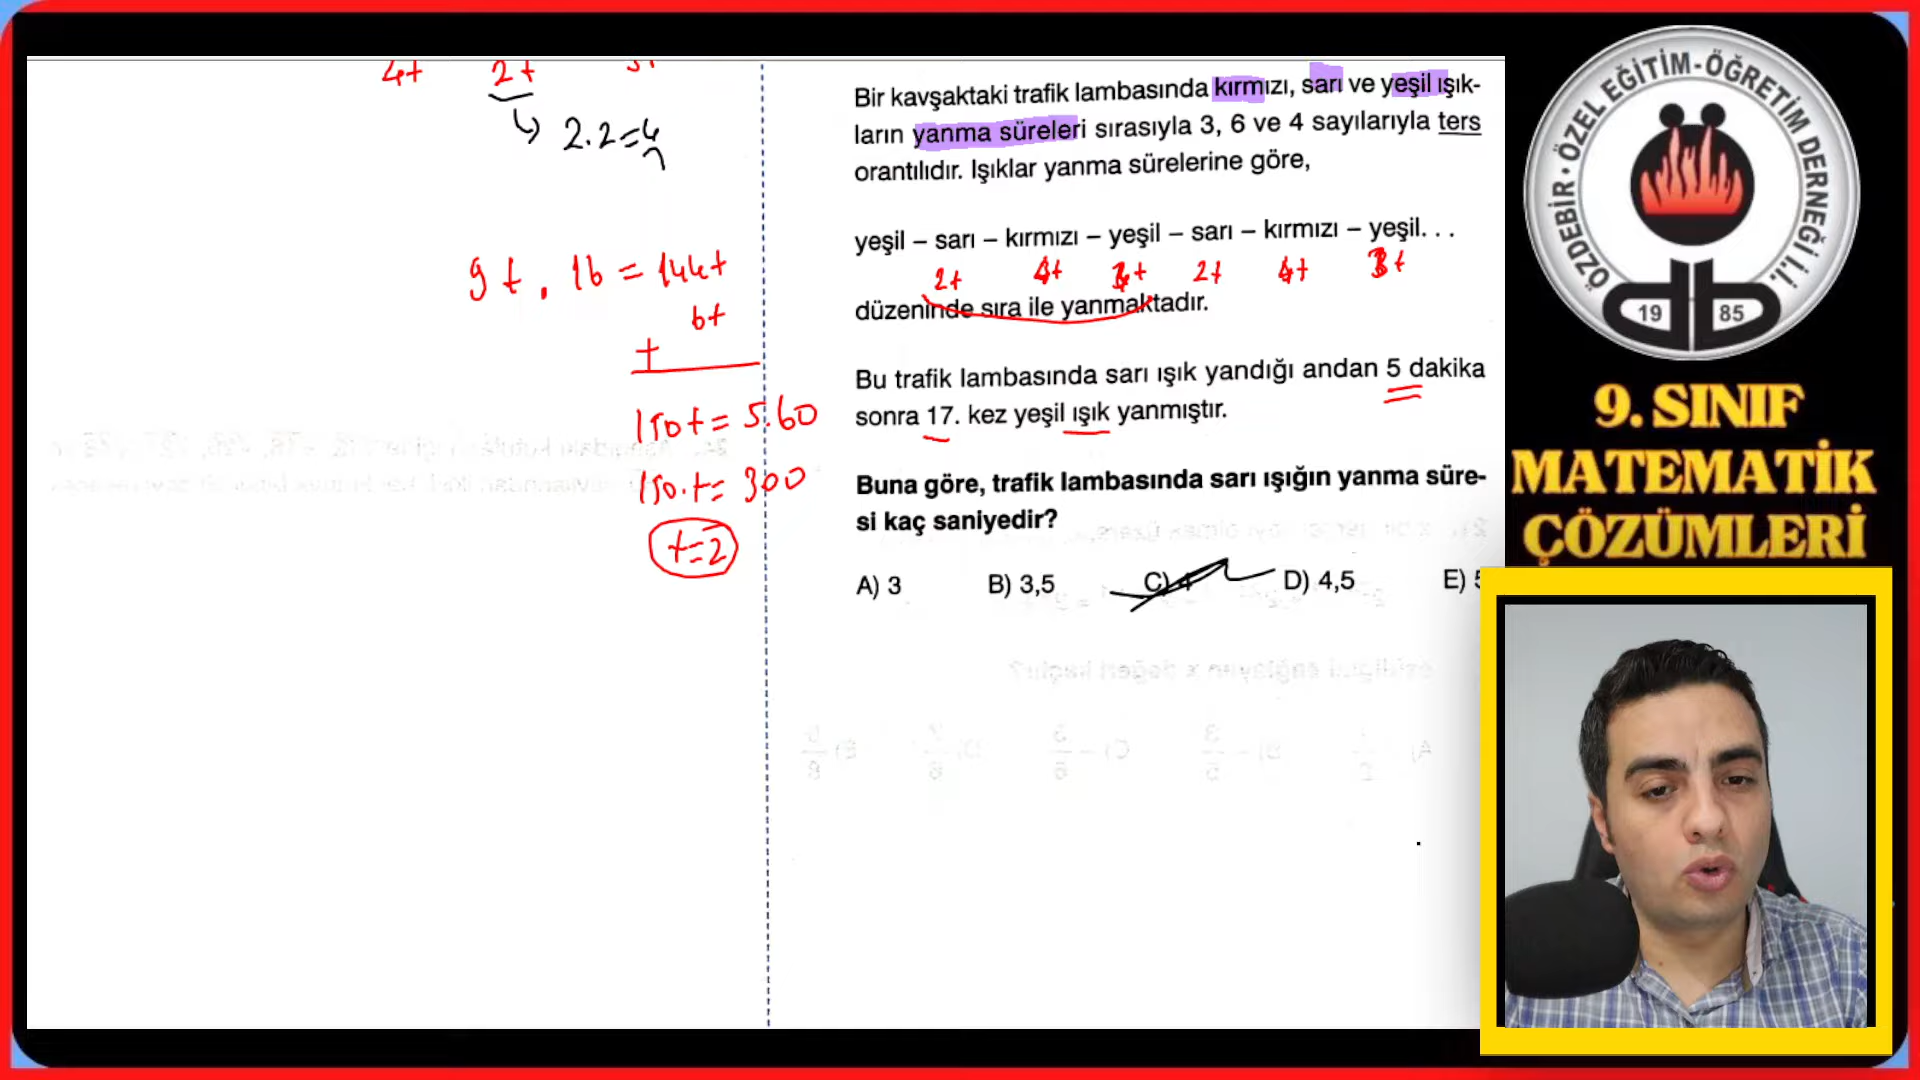 4t 2t
2.2=4
9t . 16 = 144t
6t
+
150t = 5.60
150.t = 300
t=2
Bir kavşaktaki trafik lambasında kırmızı, sarı ve yeşil ışık-
ların yanma süreleri sırasıyla 3, 6 ve 4 sayılarıyla ters
orantılıdır. Işıklar yanma sürelerine göre,
yeşil – sarı – kırmızı – yeşil – sarı – kırmızı – yeşil. . .
2t 4t 3t 2t 4t 3t
düzeninde sıra ile yanmaktadır.
Bu trafik lambasında sarı ışık yandığı andan 5 dakika
sonra 17. kez yeşil ışık yanmıştır.
Buna göre, trafik lambasında sarı ışığın yanma süre-
si kaç saniyedir?
A) 3 B) 3,5 C) 4 D) 4,5 E) 5
ÖZDEBİR · ÖZEL EĞİTİM-ÖĞRETİM DERNEĞİ İ.İ.
19 85
9. SINIF
MATEMATİK
ÇÖZÜMLERİ